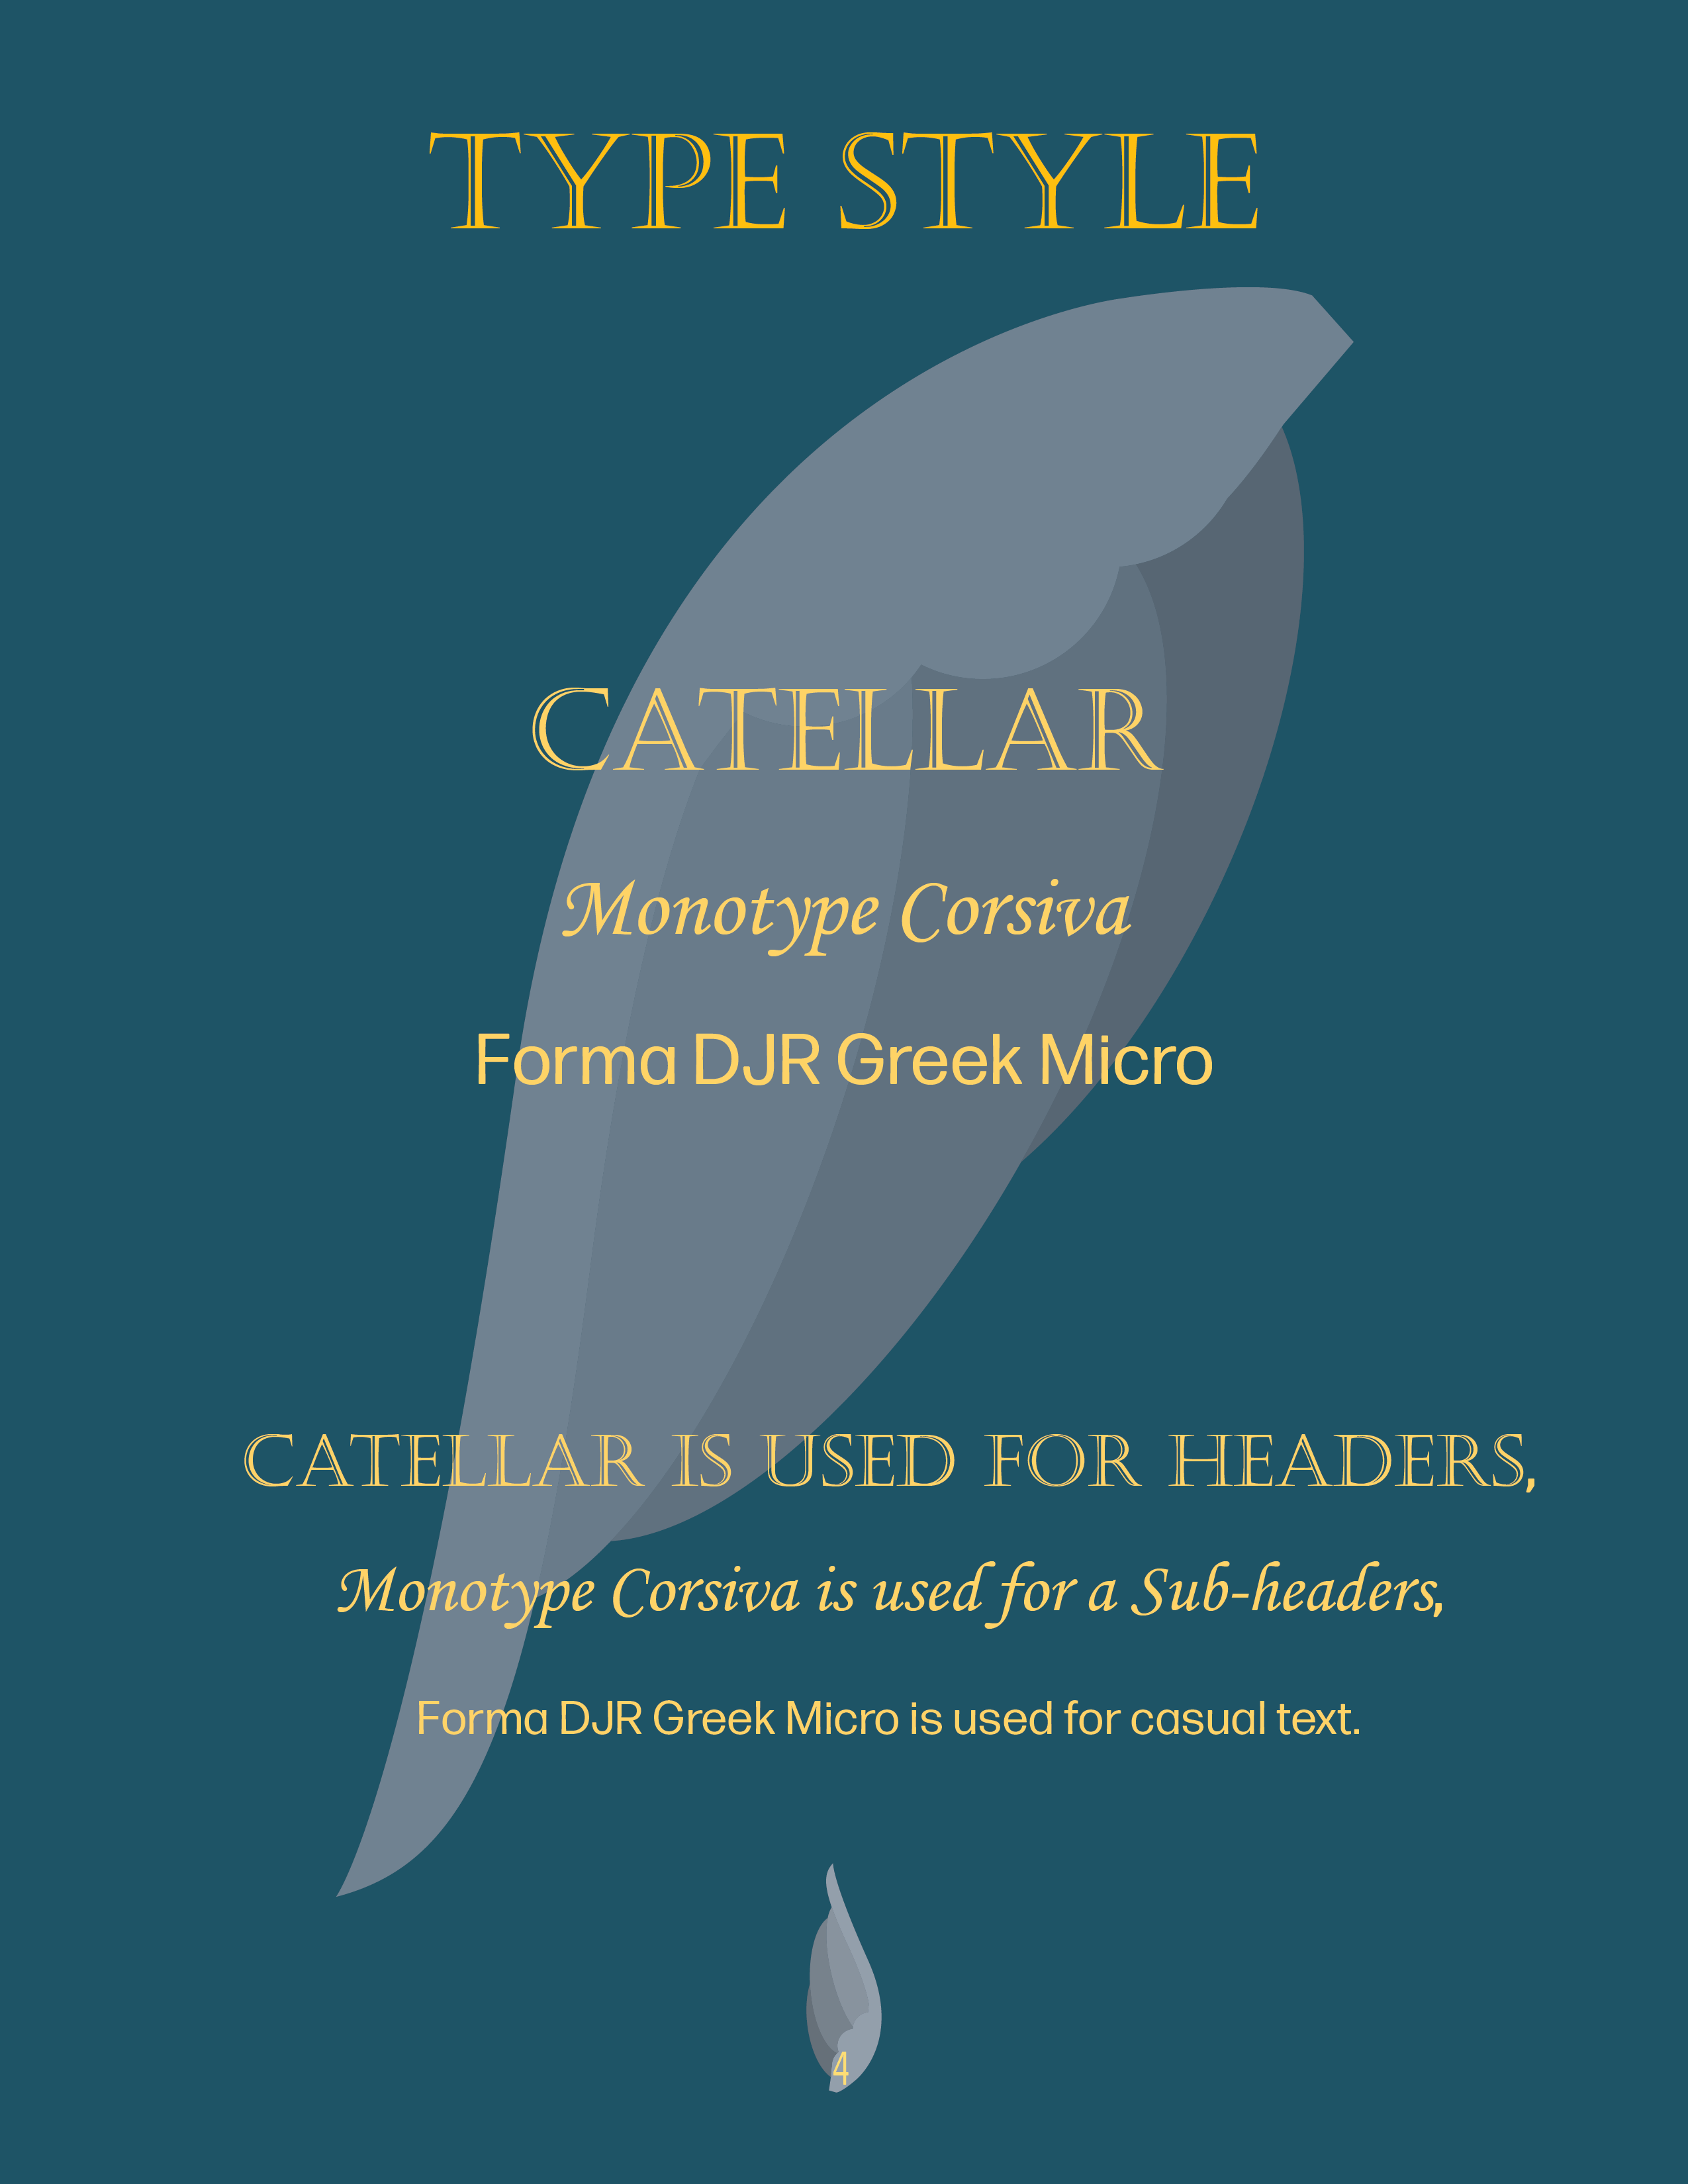 TYPE STYLE
CATELLAR
Monotype Corsiva
Forma DJR Greek Micro
CATELLAR IS USED FOR HEADERS,
Monotype Corsiva is used for a Sub-headers,
Forma DJR Greek Micro is used for casual text.
4